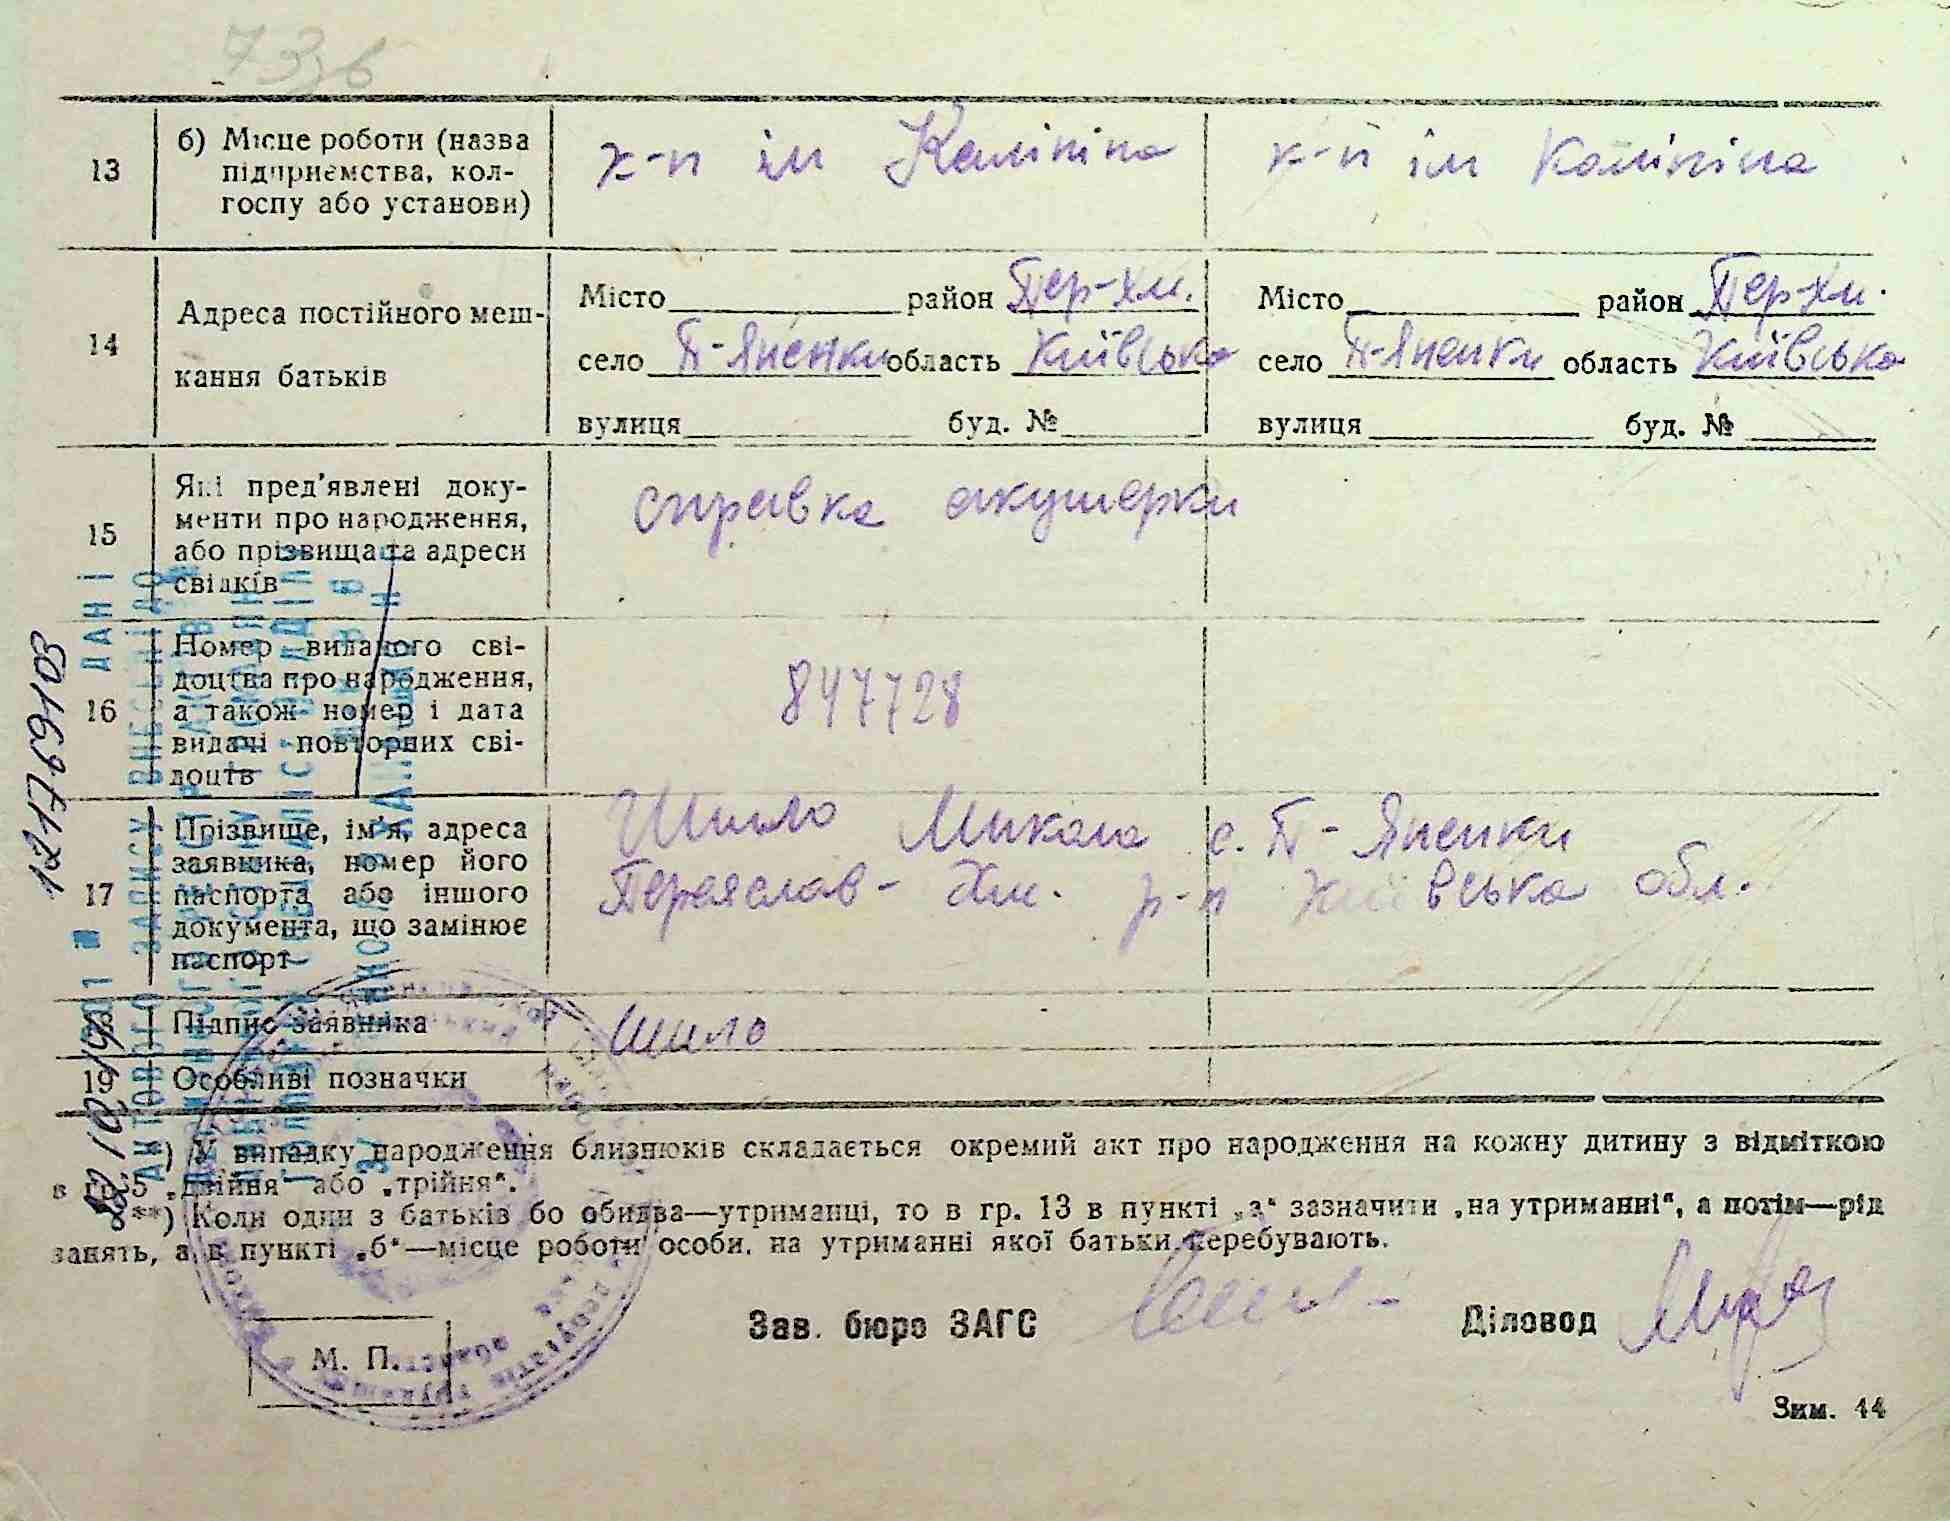 73зв
13
б) Місце роботи (назва
підприємства, кол-
госпу або установи)
к-п ім Калініна
к-п ім Калініна
14
Адреса постійного меш-
кання батьків
Місто район Пер-Хм.
село П-Яненки область Київська
вулиця буд. №
Місто район Пер-Хм.
село П-Яненки область Київська
вулиця буд. №
15
Які пред'явлені доку-
менти про народження,
або прізвища та адреси
свідків
справка акушерки
16
Номер виданого сві-
доцтва про народження,
а також номер і дата
видачі повторних сві-
доцтв
847728
17
Прізвище, ім'я, адреса
заявника, номер його
паспорта або іншого
документа, що замінює
паспорт
Шило Микола с. П-Яненки
Переяслав-Хм. р-н Київська обл.
18
Підпис заявника
Шило
19
Особливі позначки
*) У випадку народження близнюків складається окремий акт про народження на кожну дитину з відміткою
в гр. 5 „двійня" або „трійня".
**) Коли один з батьків бо обидва—утриманці, то в гр. 13 в пункті „а" зазначити „на утриманні", а потім—рід
занять, а в пункті „б"—місце роботи особи, на утриманні якої батьки перебувають.
М. П.
Зав. бюро ЗАГС
Діловод
Зим. 44
ДАНІ
АКТОВОГО ЗАПИСУ ВНЕСЕНІ ДО